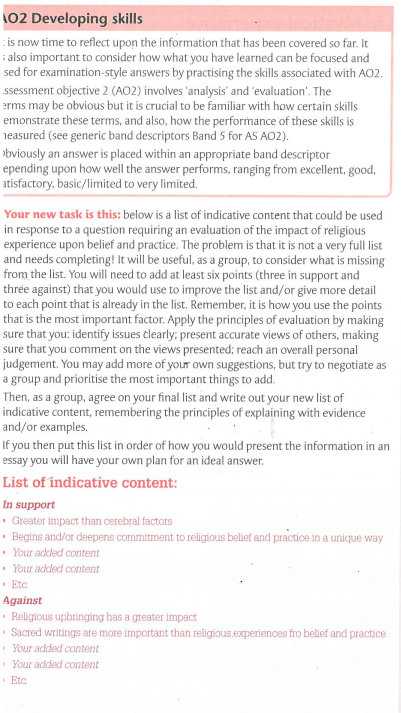 AO2 Developing skills
t is now time to reflect upon the information that has been covered so far. It
s also important to consider how what you have learned can be focused and
sed for examination-style answers by practising the skills associated with AO2.
ssessment objective 2 (AO2) involves 'analysis' and 'evaluation'. The
erms may be obvious but it is crucial to be familiar with how certain skills
emonstrate these terms, and also, how the performance of these skills is
neasured (see generic band descriptors Band 5 for AS AO2).
Obviously an answer is placed within an appropriate band descriptor
epending upon how well the answer performs, ranging from excellent, good,
atisfactory, basic/limited to very limited.
Your new task is this: below is a list of indicative content that could be used
in response to a question requiring an evaluation of the impact of religious
experience upon belief and practice. The problem is that it is not a very full list
and needs completing! It will be useful, as a group, to consider what is missing
from the list. You will need to add at least six points (three in support and
three against) that you would use to improve the list and/or give more detail
to each point that is already in the list. Remember, it is how you use the points
that is the most important factor. Apply the principles of evaluation by making
sure that you: identify issues clearly; present accurate views of others, making
sure that you comment on the views presented; reach an overall personal
judgement. You may add more of your own suggestions, but try to negotiate as
a group and prioritise the most important things to add.
Then, as a group, agree on your final list and write out your new list of
indicative content, remembering the principles of explaining with evidence
and/or examples.
If you then put this list in order of how you would present the information in an
essay you will have your own plan for an ideal answer.
List of indicative content:
In support
• Greater impact than cerebral factors
• Begins and/or deepens commitment to religious belief and practice in a unique way
• Your added content
• Your added content
• Etc
Against
• Religious upbringing has a greater impact
• Sacred writings are more important than religious experiences fro belief and practice
• Your added content
• Your added content
• Etc